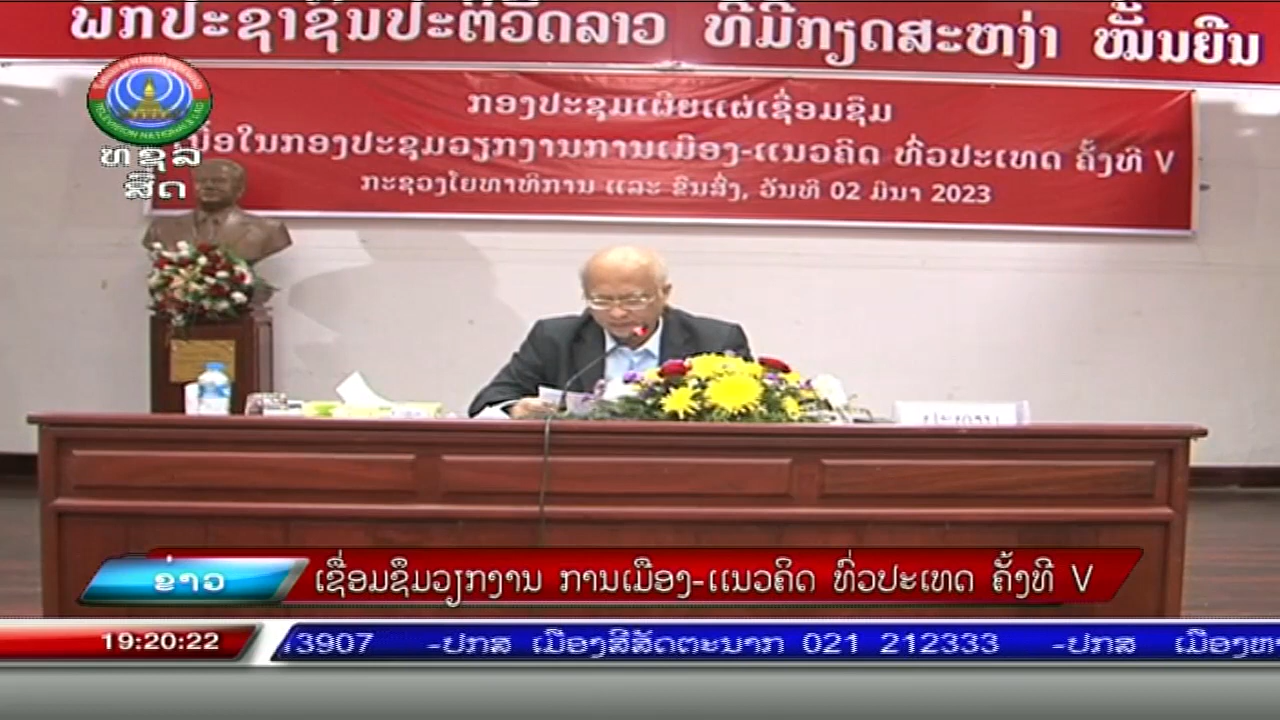 ພັກປະຊາຊົນປະຕິວັດລາວ ທີ່ມີກຽດສະຫງ່າ ໝັ້ນຍືນ
ກອງປະຊຸມເຜີຍແຜ່ເຊື່ອມຊຶມ
ໃນກອງປະຊຸມວຽກງານການເມືອງ-ແນວຄິດ ທົ່ວປະເທດ ຄັ້ງທີ V
ກະຊວງໂຍທາທິການ ແລະ ຂົນສົ່ງ, ວັນທີ 02 ມີນາ 2023
ທຊລ
ສົດ
ປະທານ
ຂ່າວ
ເຊື່ອມຊຶມວຽກງານ ການເມືອງ-ແນວຄິດ ທົ່ວປະເທດ ຄັ້ງທີ V
19:20:22
3907 -ປກສ ເມືອງສີສັດຕະນາກ 021 212333 -ປກສ